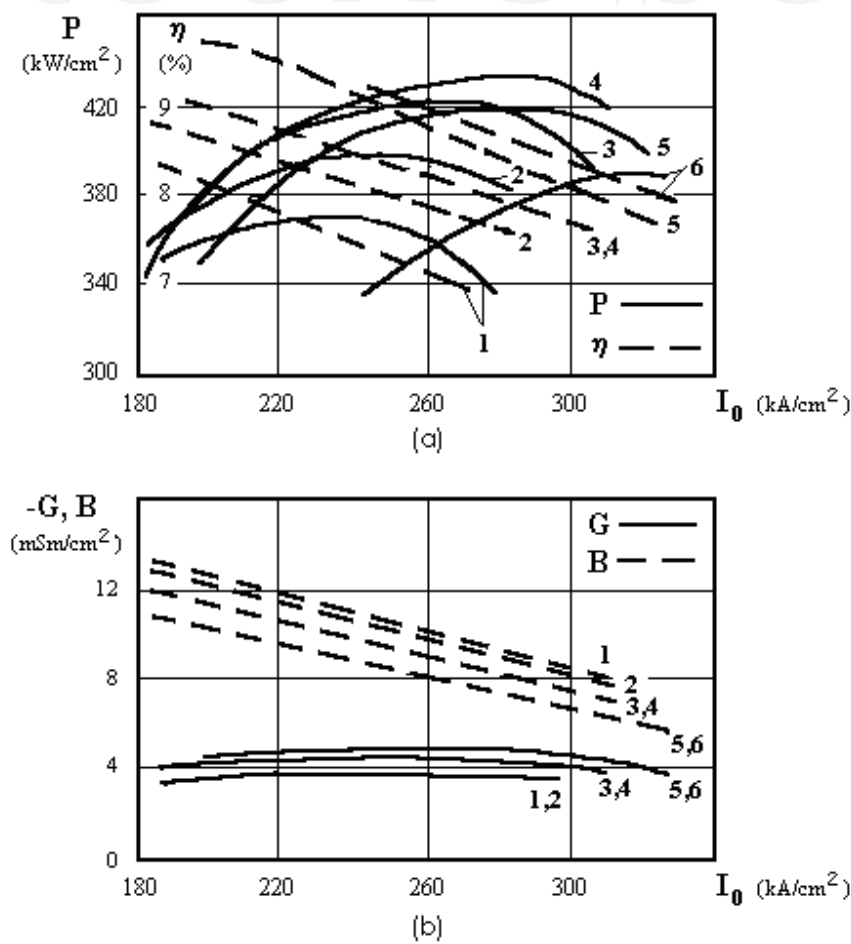 P η
(kW/cm²) (%)
420 9
380 8
340 7
300
4
3
5
6
2
2
3,4
5
1
P
η
180 220 260 300 I₀ (kA/cm²)
(a)
-G, B
(mSm/cm²)
12
8
4
0
G
B
1
2
3,4
5,6
1,2
3,4
5,6
180 220 260 300 I₀ (kA/cm²)
(b)